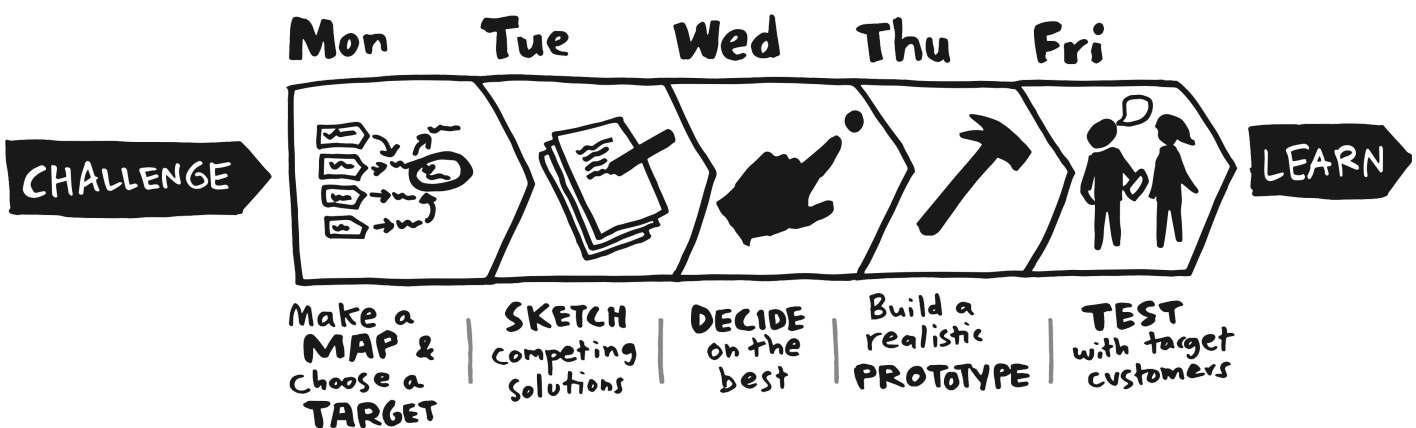 Mon
Tue
Wed
Thu
Fri
CHALLENGE
LEARN
Make a
MAP &
choose a
TARGET
SKETCH
competing
solutions
DECIDE
on the
best
Build a
realistic
PROTOTYPE
TEST
with target
customers